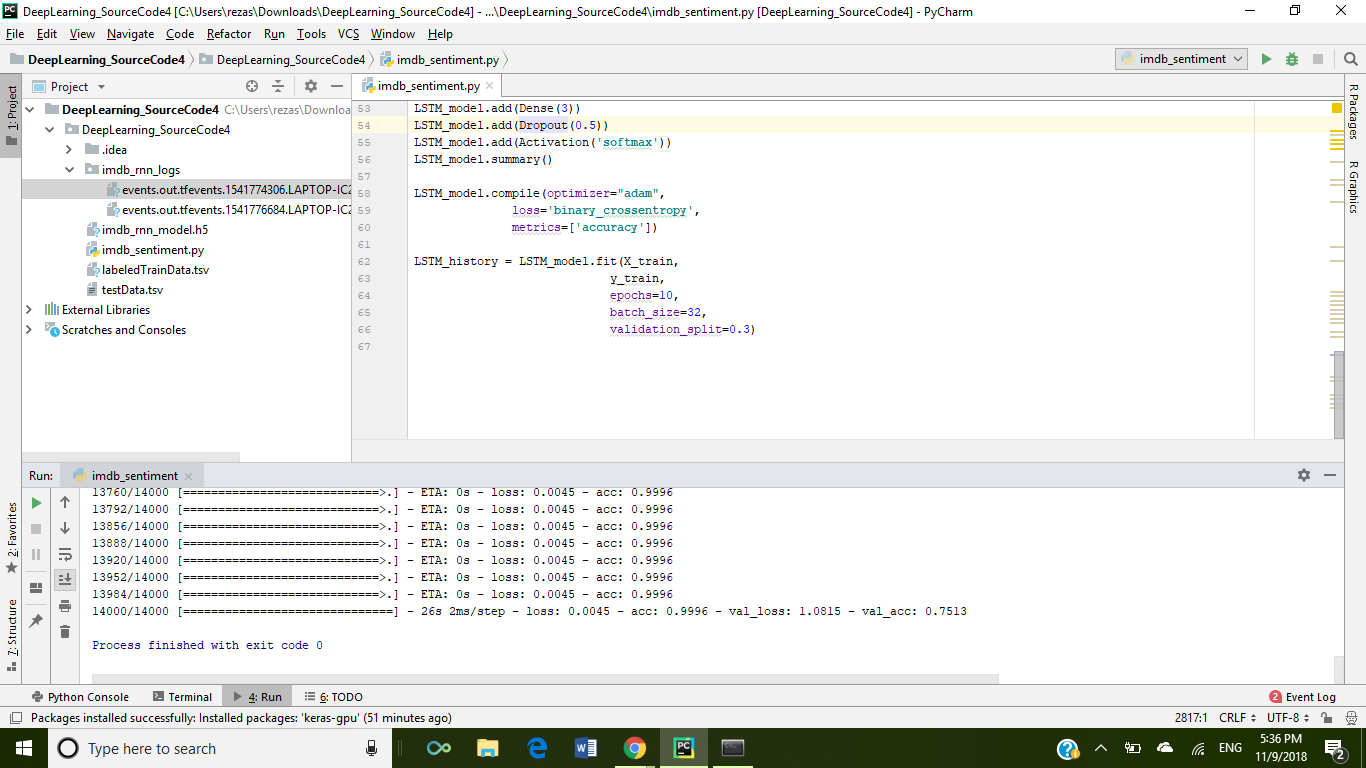 DeepLearning_SourceCode4 [C:\Users\rezas\Downloads\DeepLearning_SourceCode4] - ...\DeepLearning_SourceCode4\imdb_sentiment.py [DeepLearning_SourceCode4] - PyCharm
File Edit View Navigate Code Refactor Run Tools VCS Window Help
DeepLearning_SourceCode4 DeepLearning_SourceCode4 imdb_sentiment.py imdb_sentiment
1: Project
Project
DeepLearning_SourceCode4 C:\Users\rezas\Downloa
DeepLearning_SourceCode4
.idea
imdb_rnn_logs
events.out.tfevents.1541774306.LAPTOP-IC2
events.out.tfevents.1541776684.LAPTOP-IC2
imdb_rnn_model.h5
imdb_sentiment.py
labeledTrainData.tsv
testData.tsv
External Libraries
Scratches and Consoles
imdb_sentiment.py
53 LSTM_model.add(Dense(3))
54 LSTM_model.add(Dropout(0.5))
55 LSTM_model.add(Activation('softmax'))
56 LSTM_model.summary()
57
58 LSTM_model.compile(optimizer="adam",
59 loss='binary_crossentropy',
60 metrics=['accuracy'])
61
62 LSTM_history = LSTM_model.fit(X_train,
63 y_train,
64 epochs=10,
65 batch_size=32,
66 validation_split=0.3)
67
R Packages
R Graphics
Run: imdb_sentiment
13760/14000 [=============================>.] - ETA: 0s - loss: 0.0045 - acc: 0.9996
13792/14000 [=============================>.] - ETA: 0s - loss: 0.0045 - acc: 0.9996
13856/14000 [=============================>.] - ETA: 0s - loss: 0.0045 - acc: 0.9996
13888/14000 [=============================>.] - ETA: 0s - loss: 0.0045 - acc: 0.9996
13920/14000 [=============================>.] - ETA: 0s - loss: 0.0045 - acc: 0.9996
13952/14000 [=============================>.] - ETA: 0s - loss: 0.0045 - acc: 0.9996
13984/14000 [=============================>.] - ETA: 0s - loss: 0.0045 - acc: 0.9996
14000/14000 [==============================] - 26s 2ms/step - loss: 0.0045 - acc: 0.9996 - val_loss: 1.0815 - val_acc: 0.7513
Process finished with exit code 0
2: Favorites
7: Structure
Python Console Terminal 4: Run 6: TODO 2 Event Log
Packages installed successfully: Installed packages: 'keras-gpu' (51 minutes ago) 2817:1 CRLF UTF-8
Type here to search
ENG
5:36 PM
11/9/2018
2